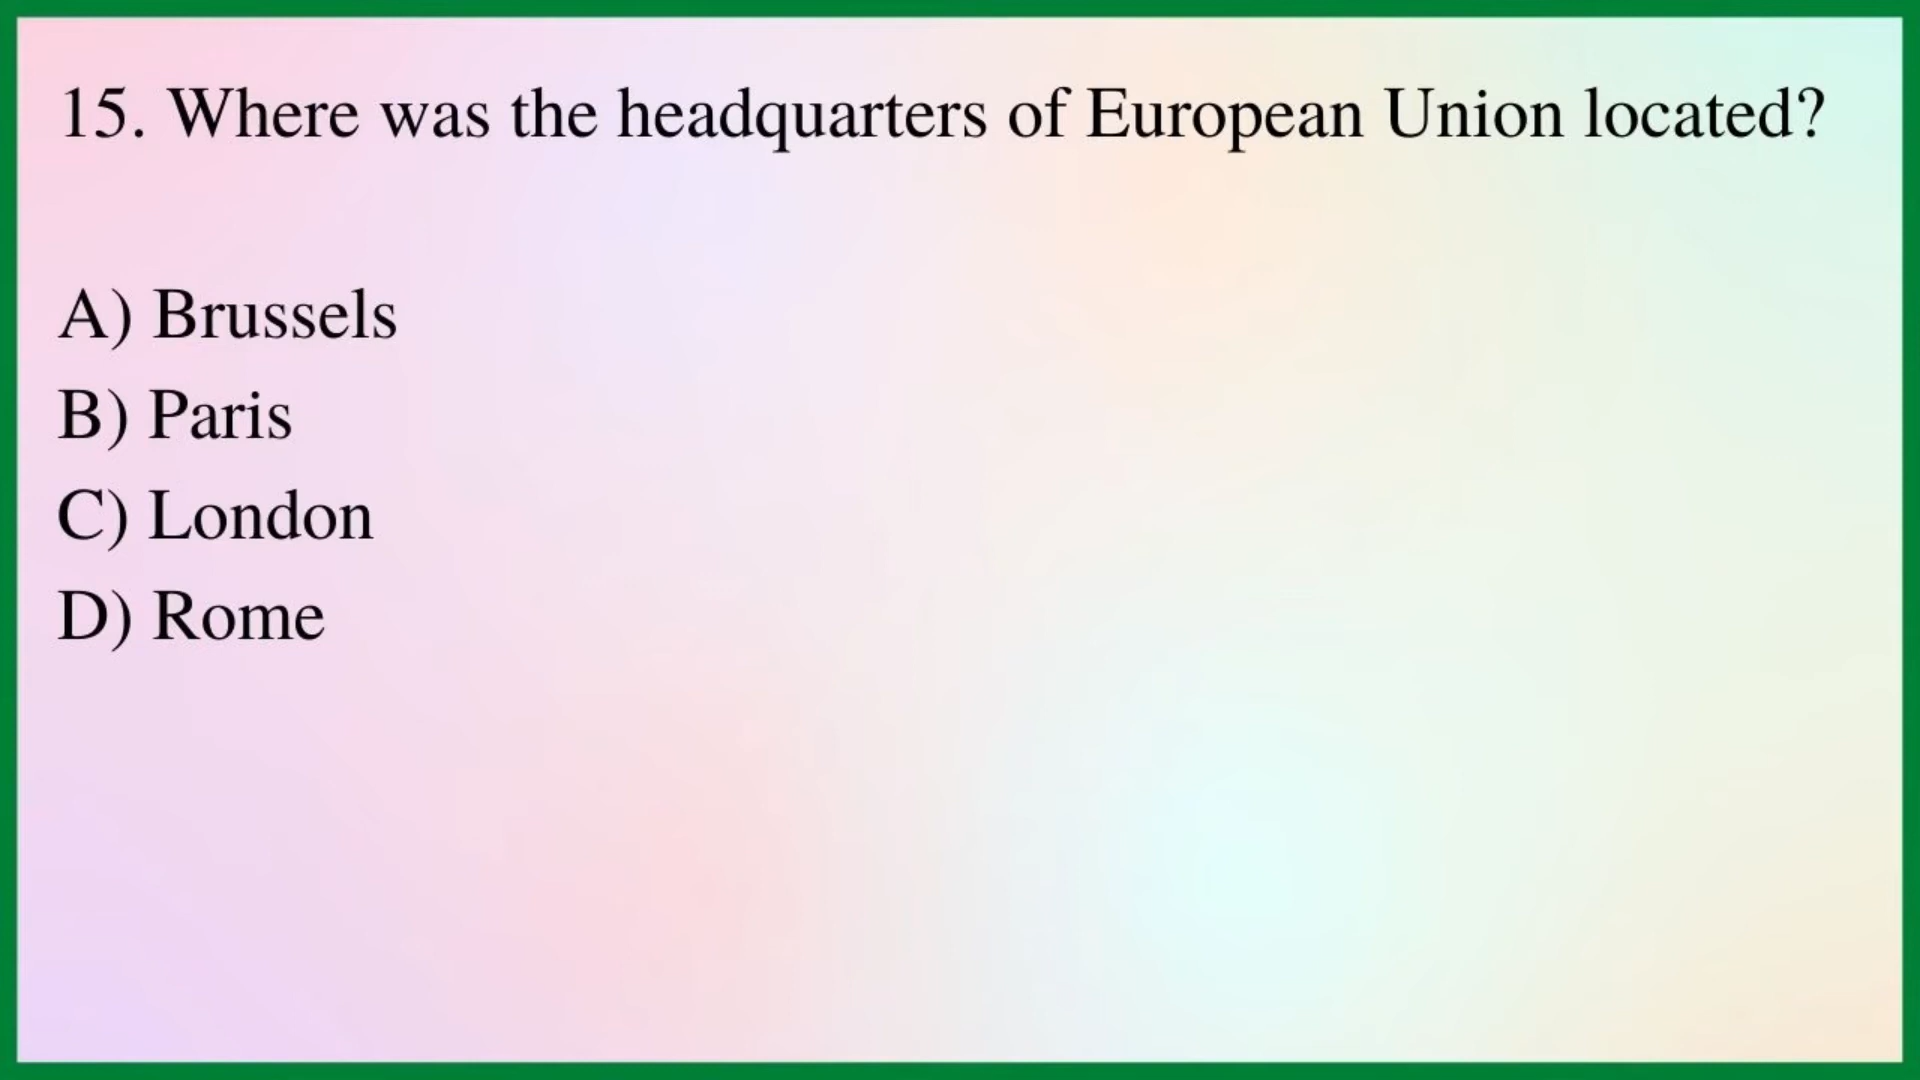 15. Where was the headquarters of European Union located?
A) Brussels
B) Paris
C) London
D) Rome